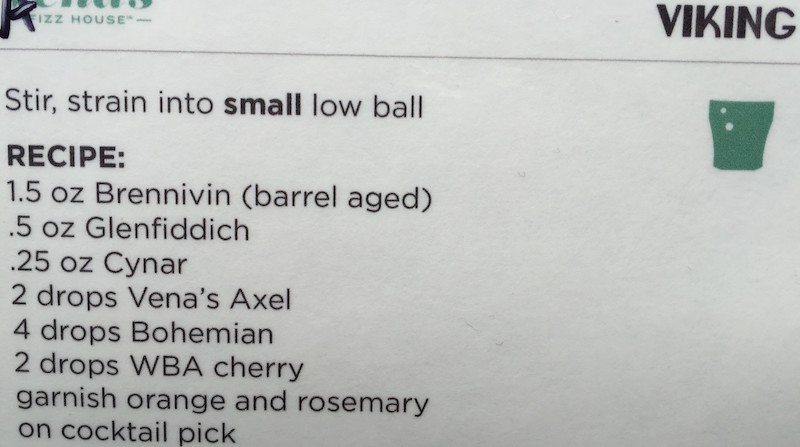 Vena's
FIZZ HOUSE™
VIKING
Stir, strain into small low ball
RECIPE:
1.5 oz Brennivin (barrel aged)
.5 oz Glenfiddich
.25 oz Cynar
2 drops Vena's Axel
4 drops Bohemian
2 drops WBA cherry
garnish orange and rosemary
on cocktail pick